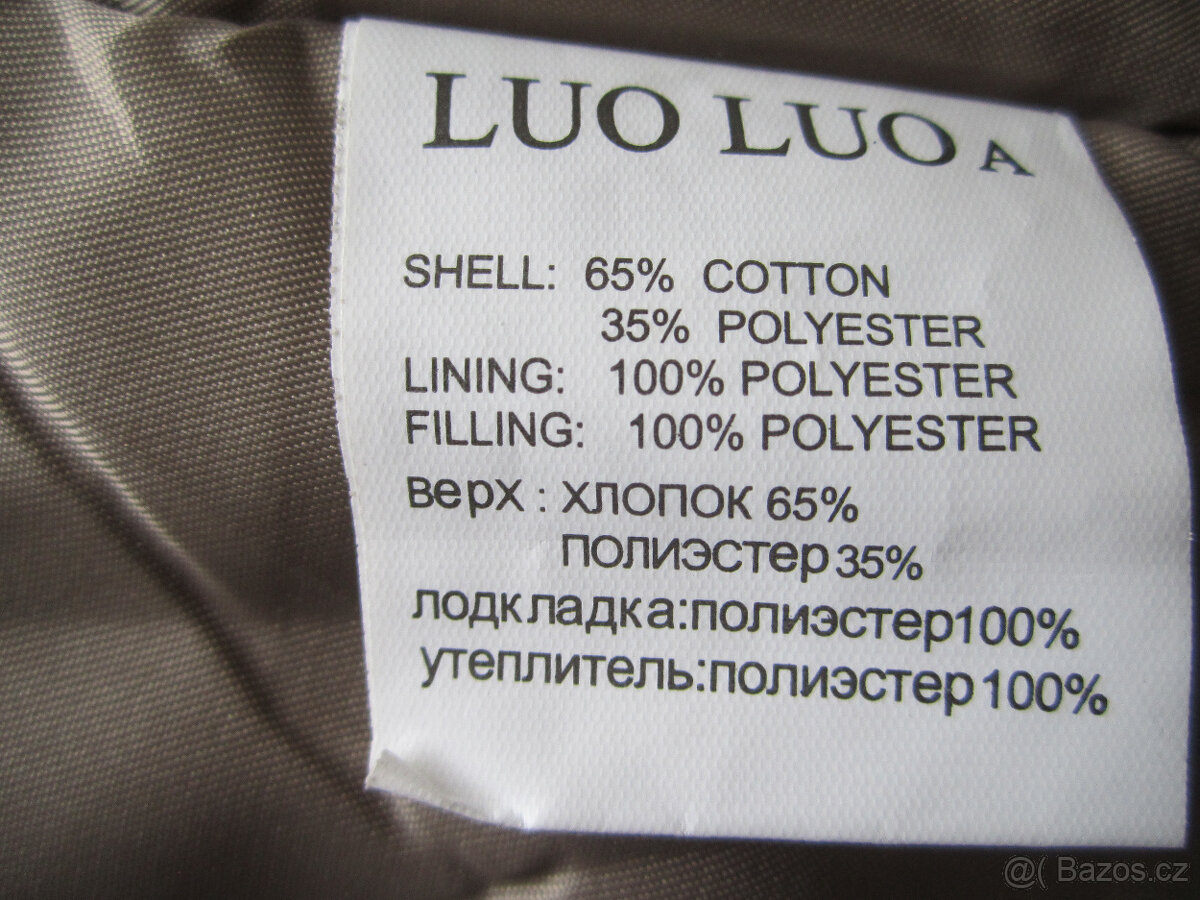 LUO LUO A
SHELL: 65% COTTON
35% POLYESTER
LINING: 100% POLYESTER
FILLING: 100% POLYESTER
верх : ХЛОПОК 65%
ПОЛИЭСТЕР 35%
лодкладка:полиэстер100%
утеплитель:полиэстер100%
@( Bazos.cz